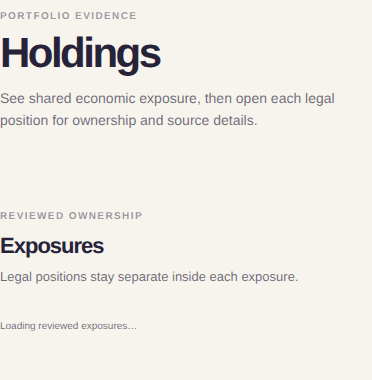 PORTFOLIO EVIDENCE
Holdings
See shared economic exposure, then open each legal
position for ownership and source details.
REVIEWED OWNERSHIP
Exposures
Legal positions stay separate inside each exposure.
Loading reviewed exposures…